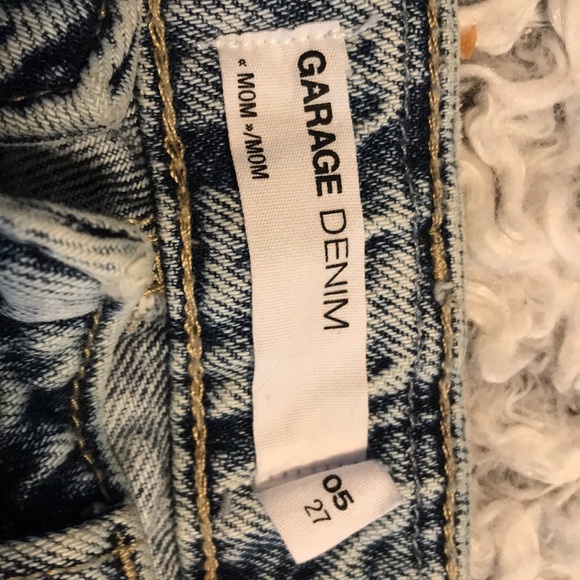 GARAGE DENIM
« MOM »/MOM
05
27